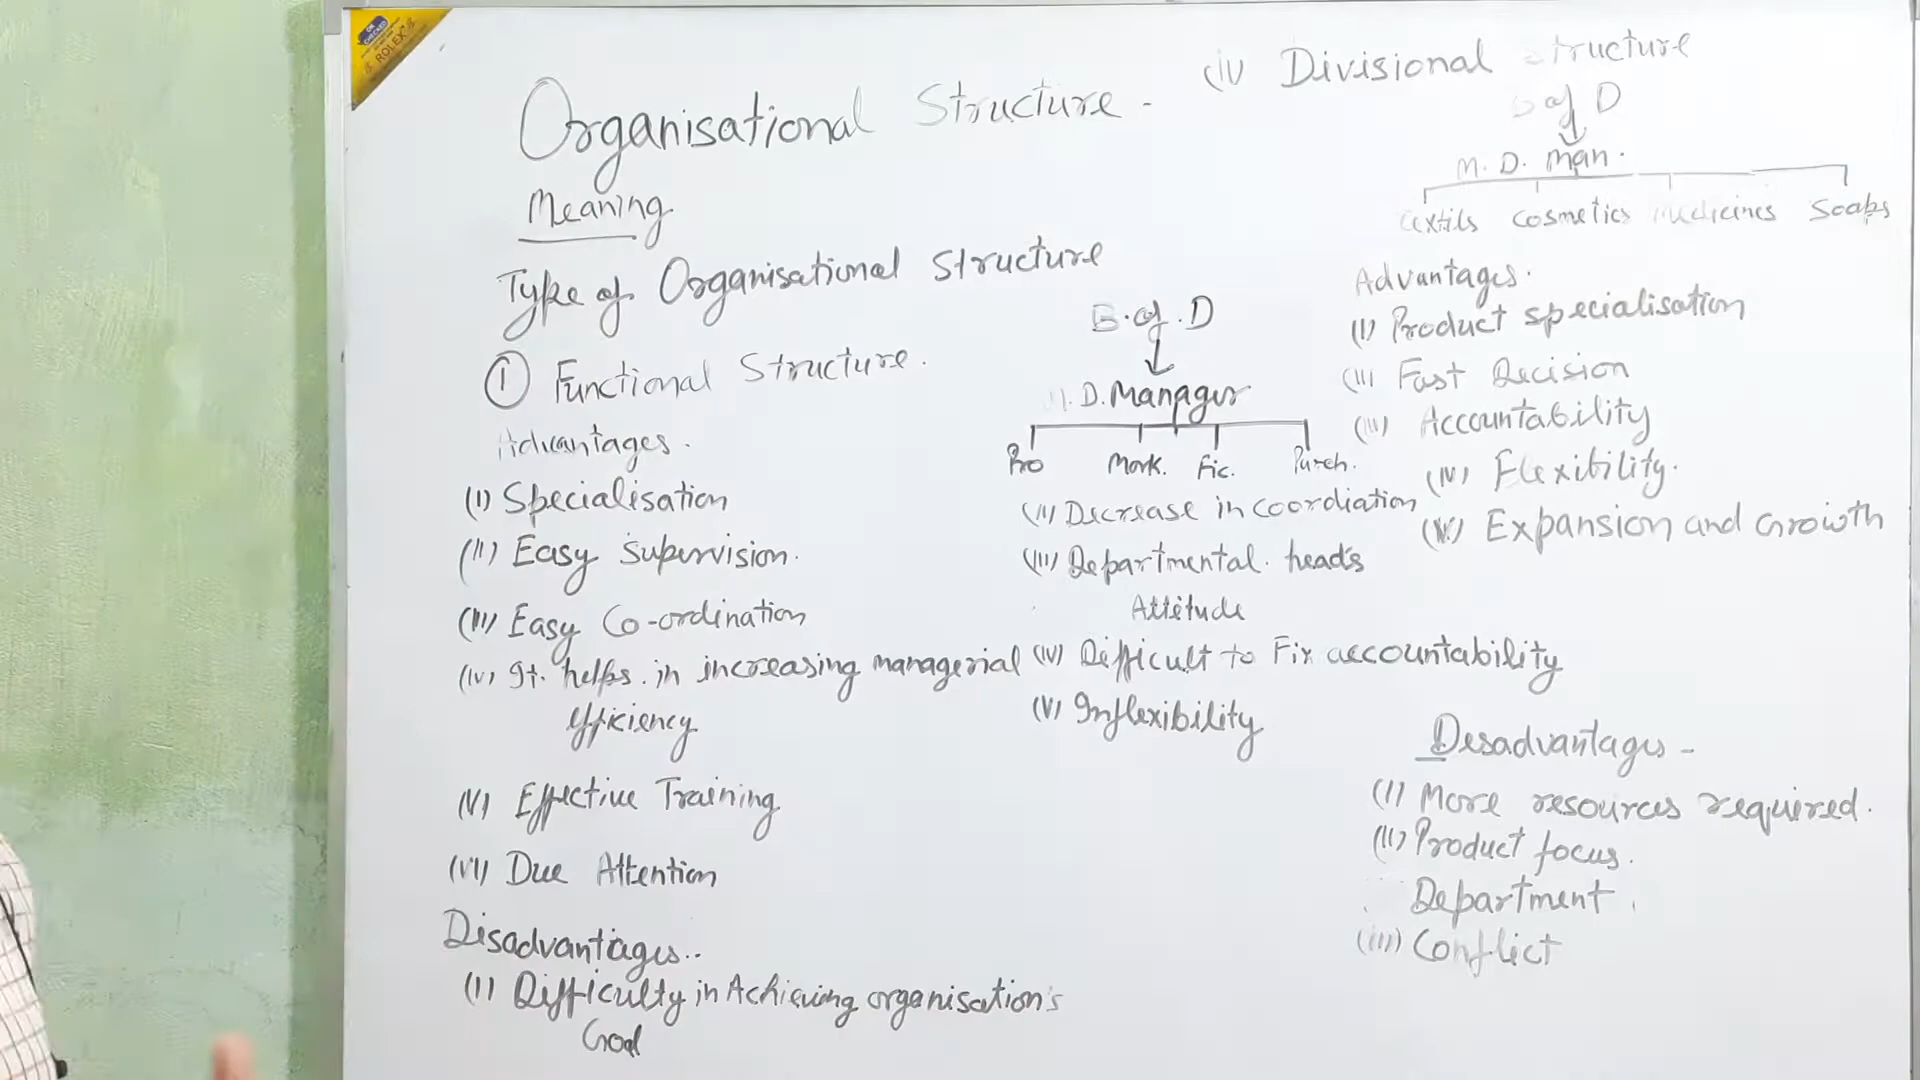 ROLEX
Organisational Structure -
Meaning
Type of Organisational Structure
① Functional Structure.
Advantages.
(I) Specialisation
(II) Easy Supervision.
(III) Easy Co-ordination
(IV) It helps in increasing managerial
efficiency
(V) Effective Training
(VI) Due Attention
Disadvantages..
(I) Difficulty in Achieving organisation's
Goal
B.of.D
D.Manager
Pro Mark. Fic. Purch.
(II) Decrease in coordiation
(III) Departmental heads
Attitude
(IV) Difficult to Fix accountability
(V) Inflexibility
(II) Divisional Structure
B of D
M. D. Man.
Textils Cosmetics Medicines Soaps
Advantages.
(I) Product specialisation
(II) Fast Decision
(III) Accountability
(IV) Flexibility.
(V) Expansion and Growth
Desadvantages -
(I) More resources required.
(II) Product focus.
Department.
(III) Conflict